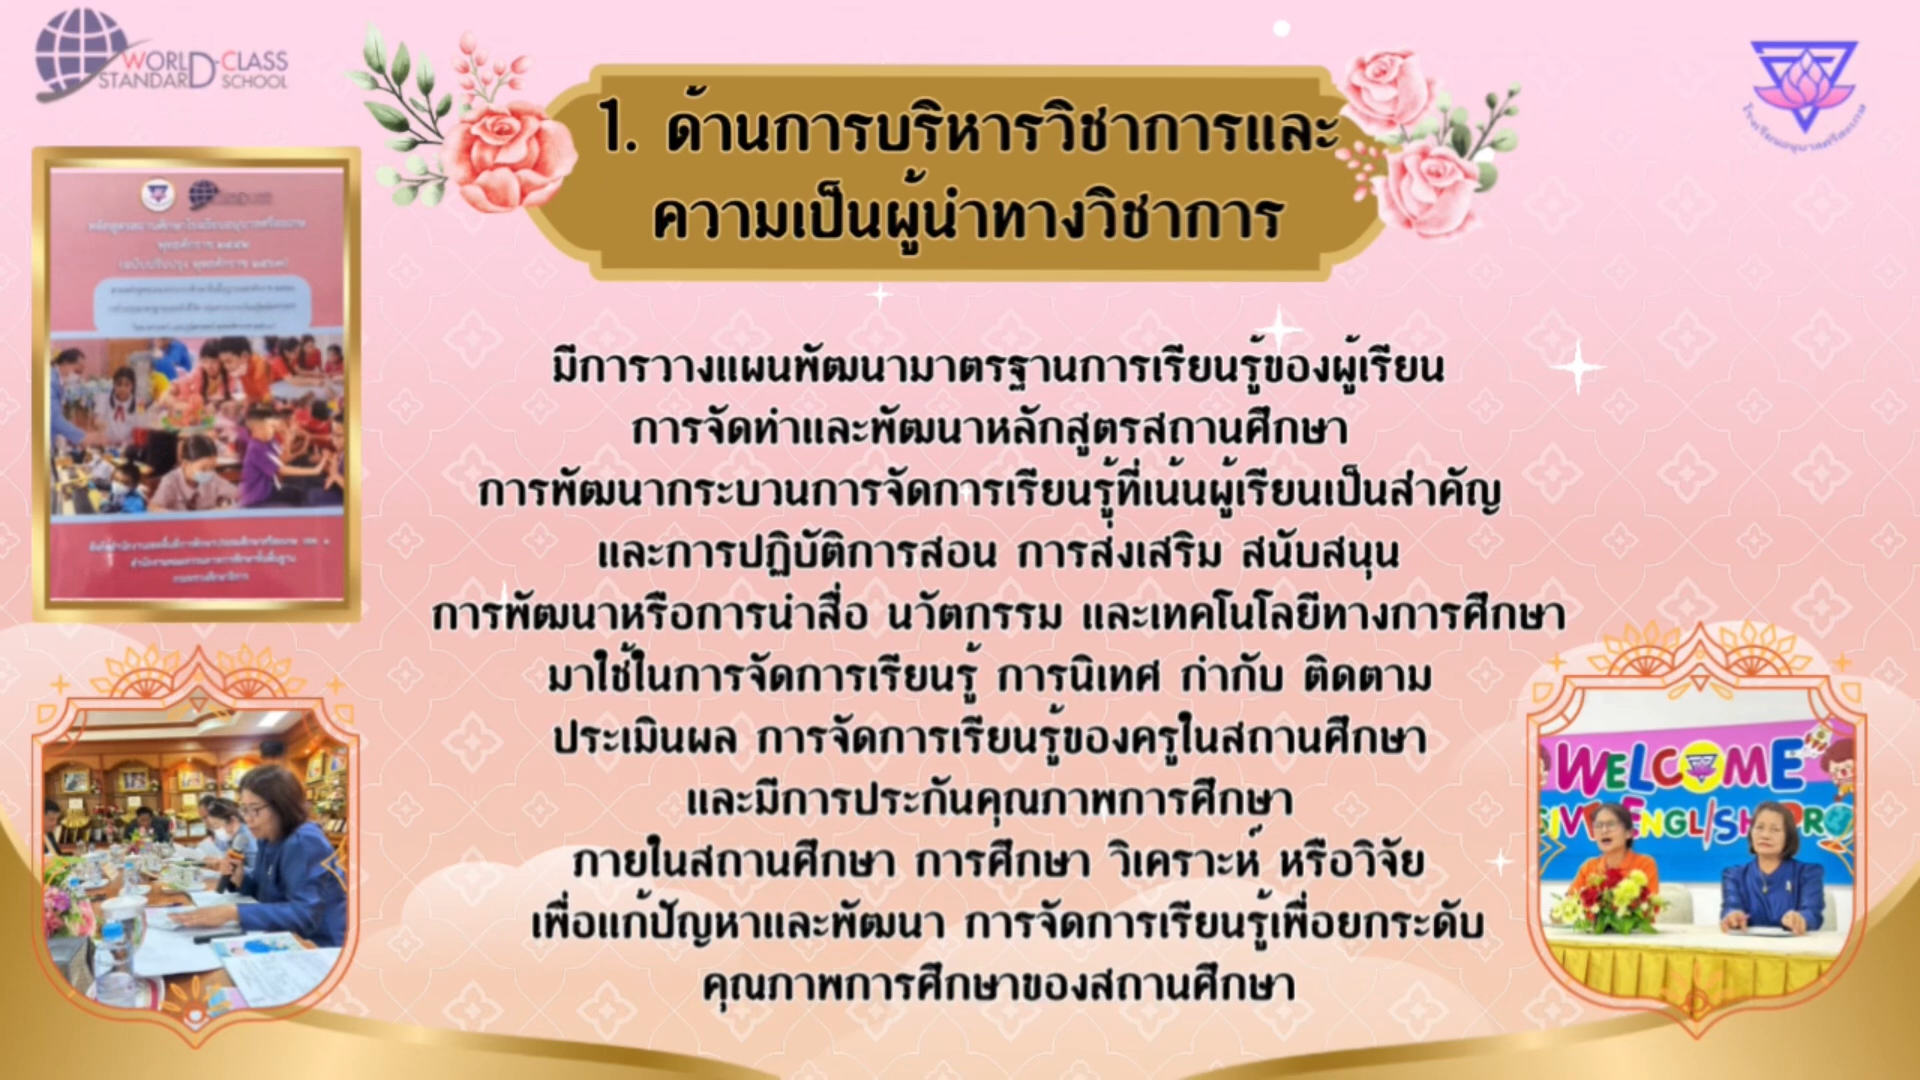 WORLD-CLASS
STANDARD SCHOOL
1. ด้านการบริหารวิชาการและ
ความเป็นผู้นำทางวิชาการ
มีการวางแผนพัฒนามาตรฐานการเรียนรู้ของผู้เรียน
การจัดทำและพัฒนาหลักสูตรสถานศึกษา
การพัฒนากระบวนการจัดการเรียนรู้ที่เน้นผู้เรียนเป็นสำคัญ
และการปฏิบัติการสอน การส่งเสริม สนับสนุน
การพัฒนาหรือการนำสื่อ นวัตกรรม และเทคโนโลยีทางการศึกษา
มาใช้ในการจัดการเรียนรู้ การนิเทศ กำกับ ติดตาม
ประเมินผล การจัดการเรียนรู้ของครูในสถานศึกษา
และมีการประกันคุณภาพการศึกษา
ภายในสถานศึกษา การศึกษา วิเคราะห์ หรือวิจัย
เพื่อแก้ปัญหาและพัฒนา การจัดการเรียนรู้เพื่อยกระดับ
คุณภาพการศึกษาของสถานศึกษา
WELCOME
ENGLISH PRO